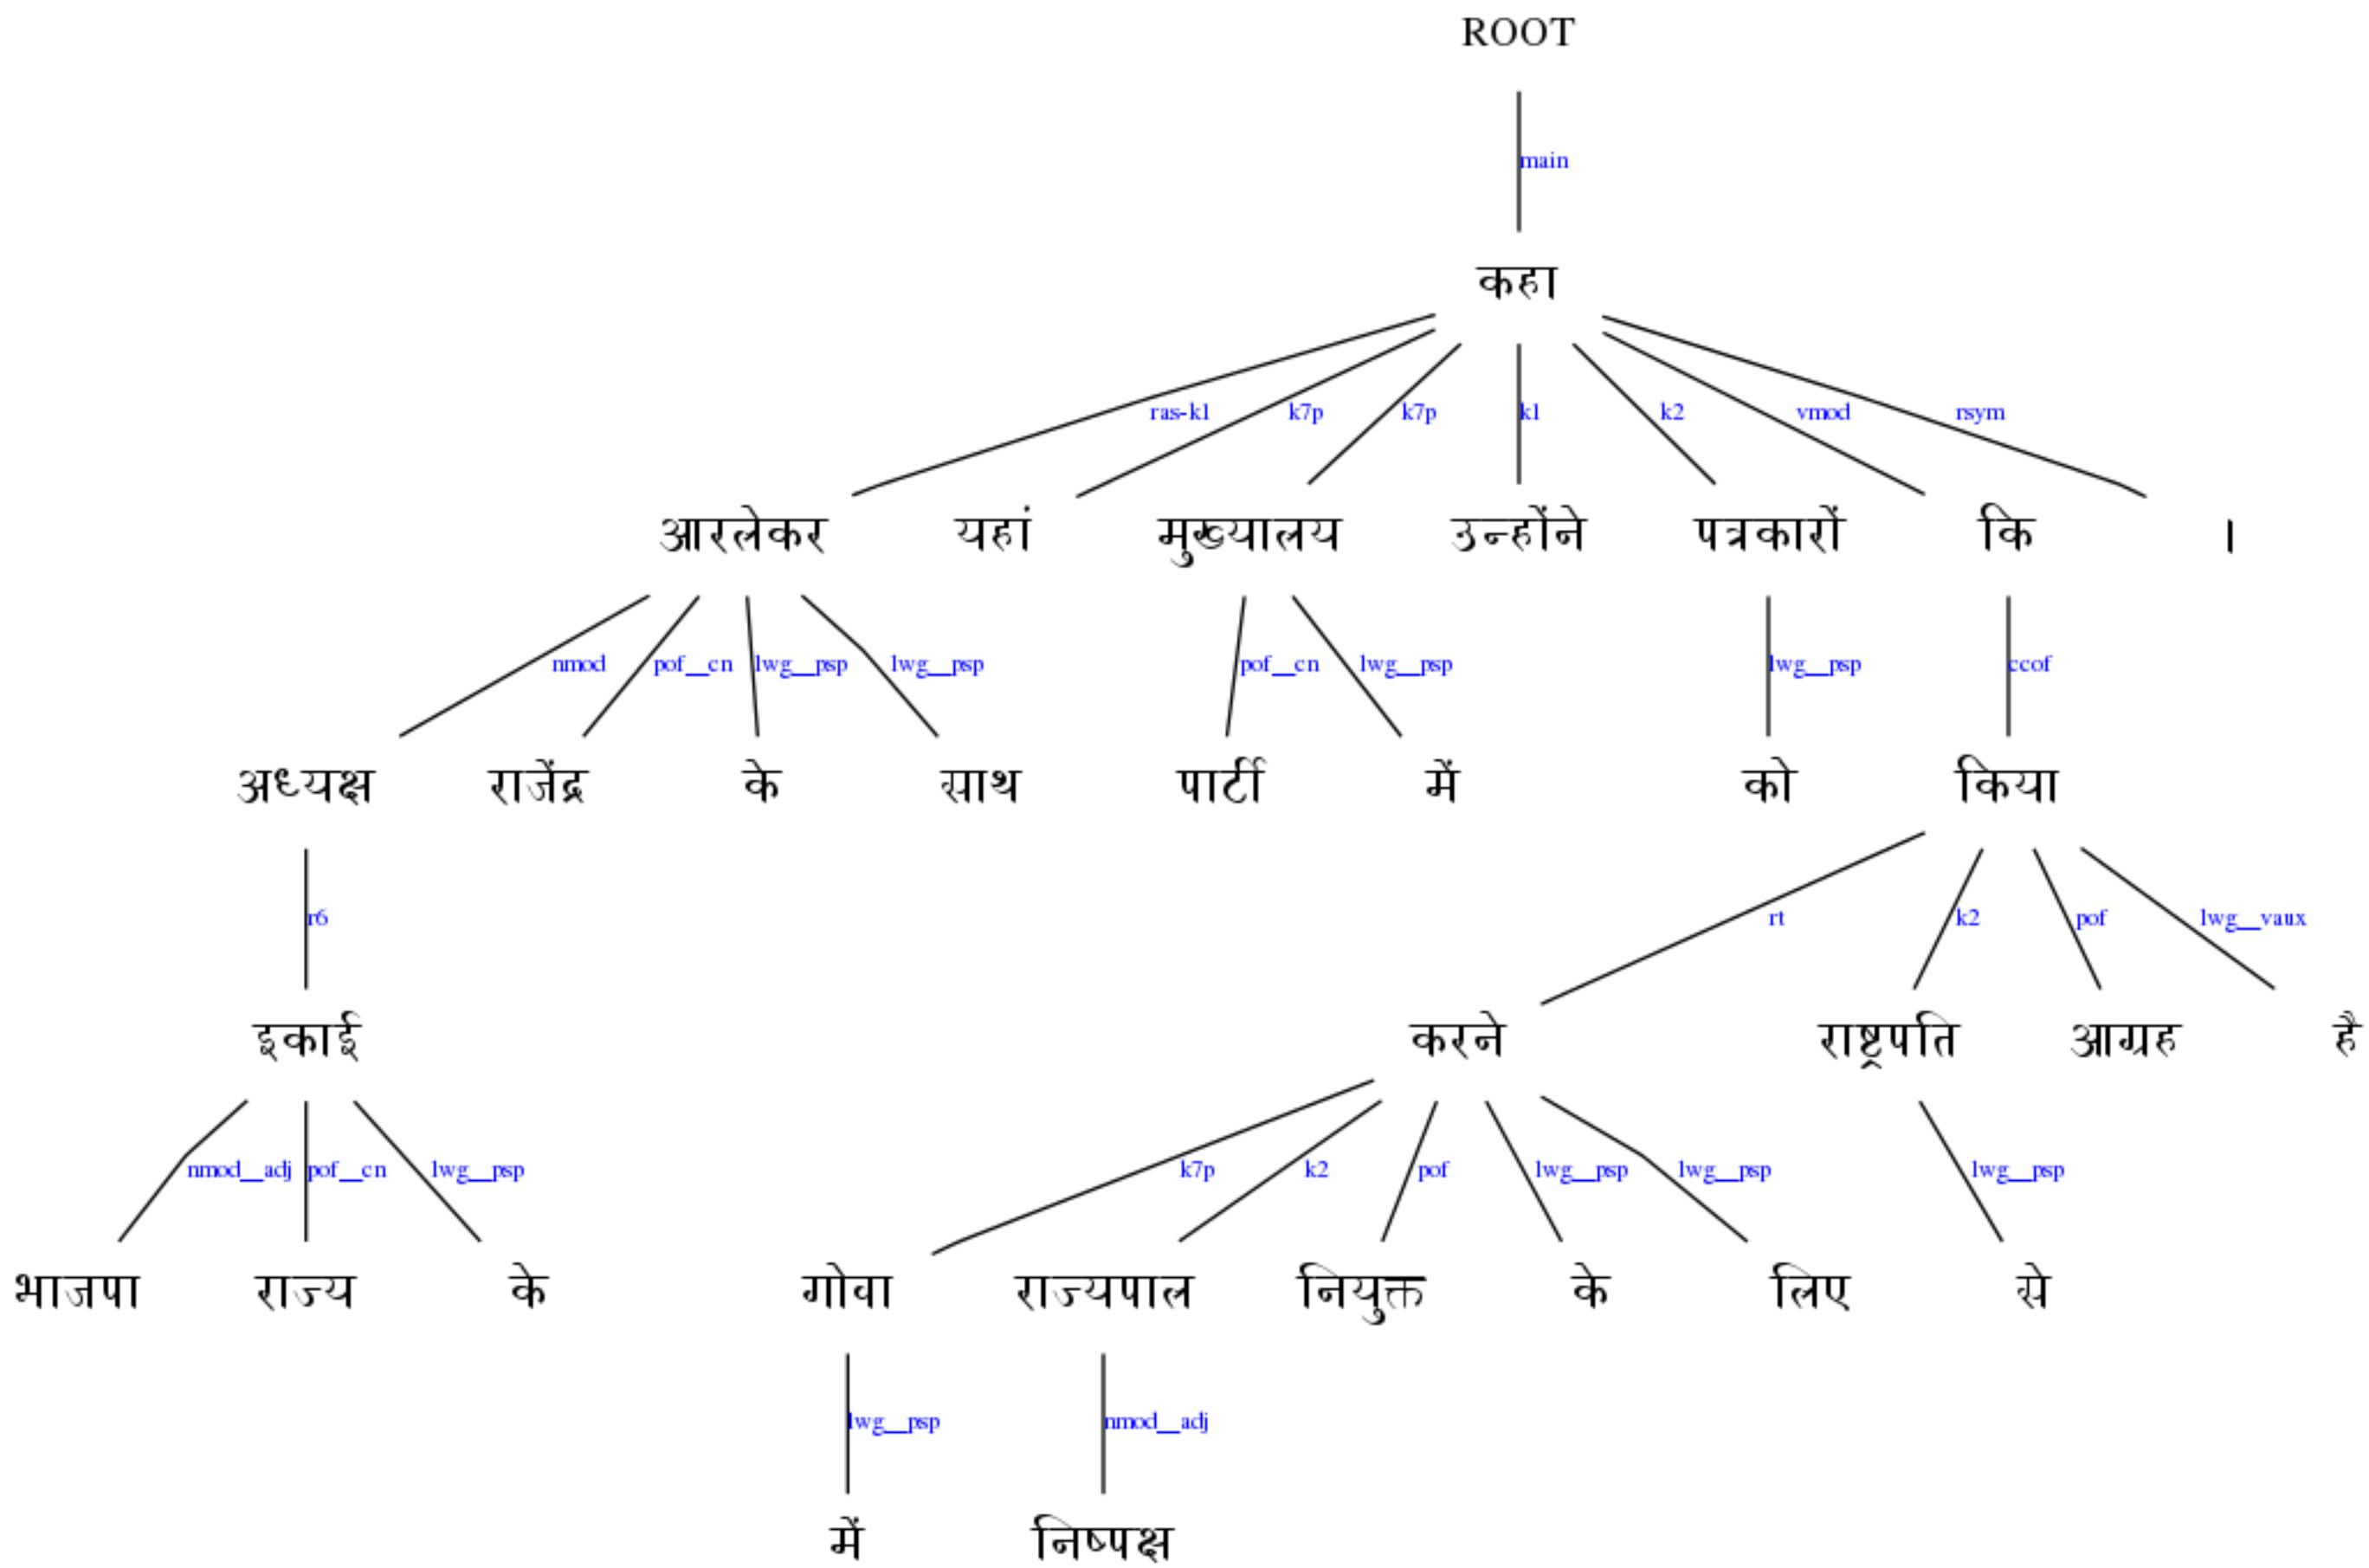 ROOT
main
कहा
ras-k1 k7p k7p k1 k2 vmod rsym
आरलेकर यहां मुख्यालय उन्होंने पत्रकारों कि ।
nmod pof__cn lwg__psp lwg__psp pof__cn lwg__psp lwg__psp ccof
अध्यक्ष राजेंद्र के साथ पार्टी में को किया
r6 rt k2 pof lwg__vaux
इकाई करने राष्ट्रपति आग्रह है
nmod__adj pof__cn lwg__psp k7p k2 pof lwg__psp lwg__psp lwg__psp
भाजपा राज्य के गोवा राज्यपाल नियुक्त के लिए से
lwg__psp nmod__adj
में निष्पक्ष